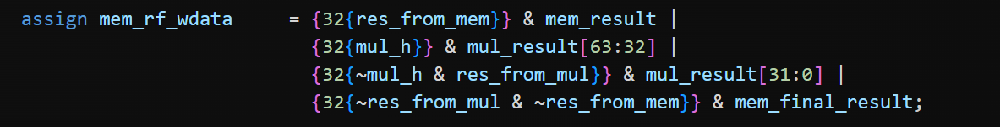 assign mem_rf_wdata = {32{res_from_mem}} & mem_result |
{32{mul_h}} & mul_result[63:32] |
{32{~mul_h & res_from_mul}} & mul_result[31:0] |
{32{~res_from_mul & ~res_from_mem}} & mem_final_result;